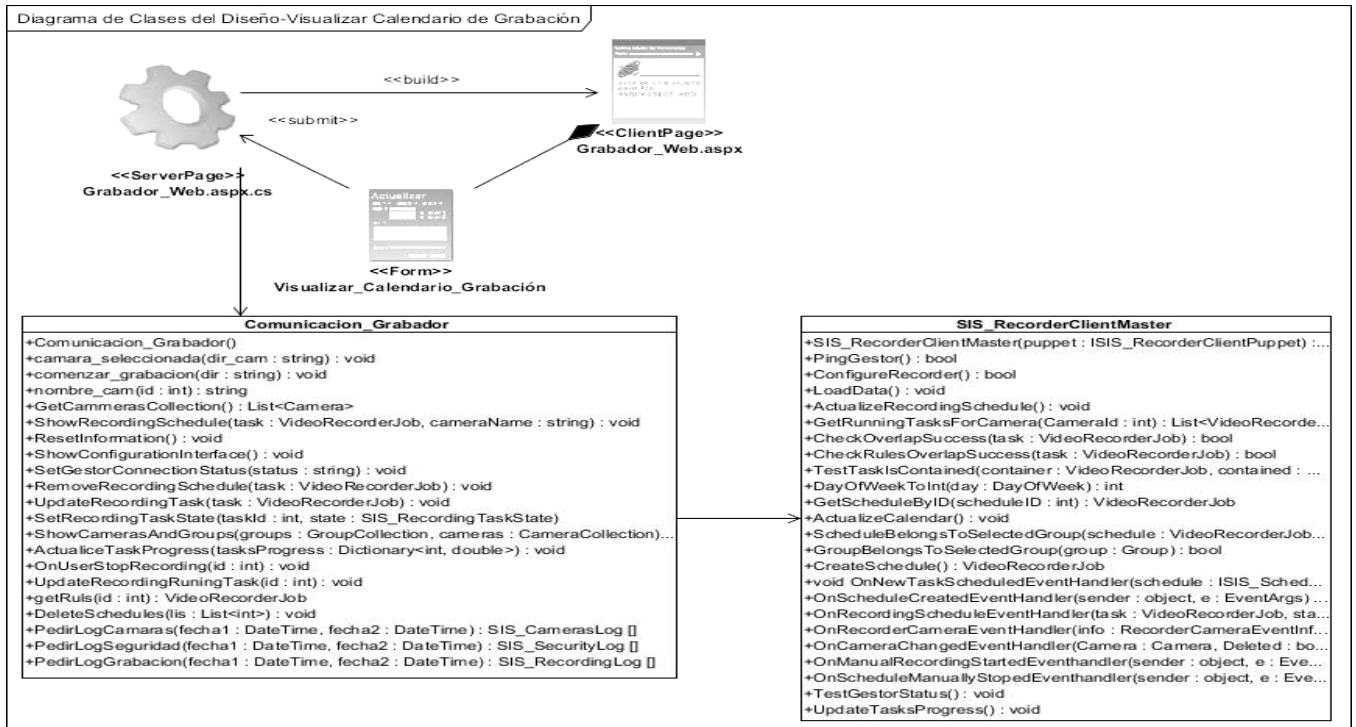 Diagrama de Clases del Diseño-Visualizar Calendario de Grabación
<<build>>
<<submit>>
<<ClientPage>>
Grabador_Web.aspx
<<ServerPage>>
Grabador_Web.aspx.cs
Actualizar
<<Form>>
Visualizar_Calendario_Grabación
Comunicacion_Grabador
+Comunicacion_Grabador()
+camara_seleccionada(dir_cam : string) : void
+comenzar_grabacion(dir : string) : void
+nombre_cam(id : int) : string
+GetCammerasCollection() : List<Camera>
+ShowRecordingSchedule(task : VideoRecorderJob, cameraName : string) : void
+ResetInformation() : void
+ShowConfigurationInterface() : void
+SetGestorConnectionStatus(status : string) : void
+RemoveRecordingSchedule(task : VideoRecorderJob) : void
+UpdateRecordingTask(task : VideoRecorderJob) : void
+SetRecordingTaskState(taskId : int, state : SIS_RecordingTaskState)
+ShowCamerasAndGroups(groups : GroupCollection, cameras : CameraCollection)...
+ActualiceTaskProgress(tasksProgress : Dictionary<int, double>) : void
+OnUserStopRecording(id : int) : void
+UpdateRecordingRuningTask(id : int) : void
+getRuls(id : int) : VideoRecorderJob
+DeleteSchedules(lis : List<int>) : void
+PedirLogCamaras(fecha1 : DateTime, fecha2 : DateTime) : SIS_CamerasLog []
+PedirLogSeguridad(fecha1 : DateTime, fecha2 : DateTime) : SIS_SecurityLog []
+PedirLogGrabacion(fecha1 : DateTime, fecha2 : DateTime) : SIS_RecordingLog []
SIS_RecorderClientMaster
+SIS_RecorderClientMaster(puppet : ISIS_RecorderClientPuppet) :...
+PingGestor() : bool
+ConfigureRecorder() : bool
+LoadData() : void
+ActualizeRecordingSchedule() : void
+GetRunningTasksForCamera(CameraId : int) : List<VideoRecorde...
+CheckOverlapSuccess(task : VideoRecorderJob) : bool
+CheckRulesOverlapSuccess(task : VideoRecorderJob) : bool
+TestTaskIsContained(container : VideoRecorderJob, contained : ...
+DayOfWeekToInt(day : DayOfWeek) : int
+GetScheduleByID(scheduleID : int) : VideoRecorderJob
+ActualizeCalendar() : void
+ScheduleBelongsToSelectedGroup(schedule : VideoRecorderJob...
+GroupBelongsToSelectedGroup(group : Group) : bool
+CreateSchedule() : VideoRecorderJob
+void OnNewTaskScheduledEventHandler(schedule : ISIS_Sched...
+OnScheduleCreatedEventHandler(sender : object, e : EventArgs) ...
+OnRecordingScheduleEventHandler(task : VideoRecorderJob, sta...
+OnRecorderCameraEventHandler(info : RecorderCameraEventInf...
+OnCameraChangedEventHandler(Camera : Camera, Deleted : bo...
+OnManualRecordingStartedEventhandler(sender : object, e : Eve...
+OnScheduleManuallyStopedEventhandler(sender : object, e : Eve...
+TestGestorStatus() : void
+UpdateTasksProgress() : void